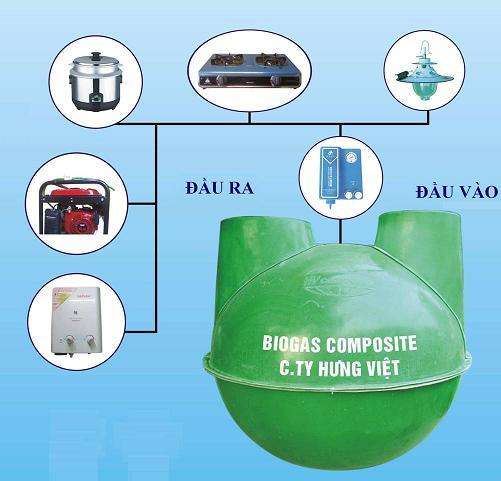 ĐẦU RA
ĐẦU VÀO
BIOGAS COMPOSITE
C.TY HƯNG VIỆT